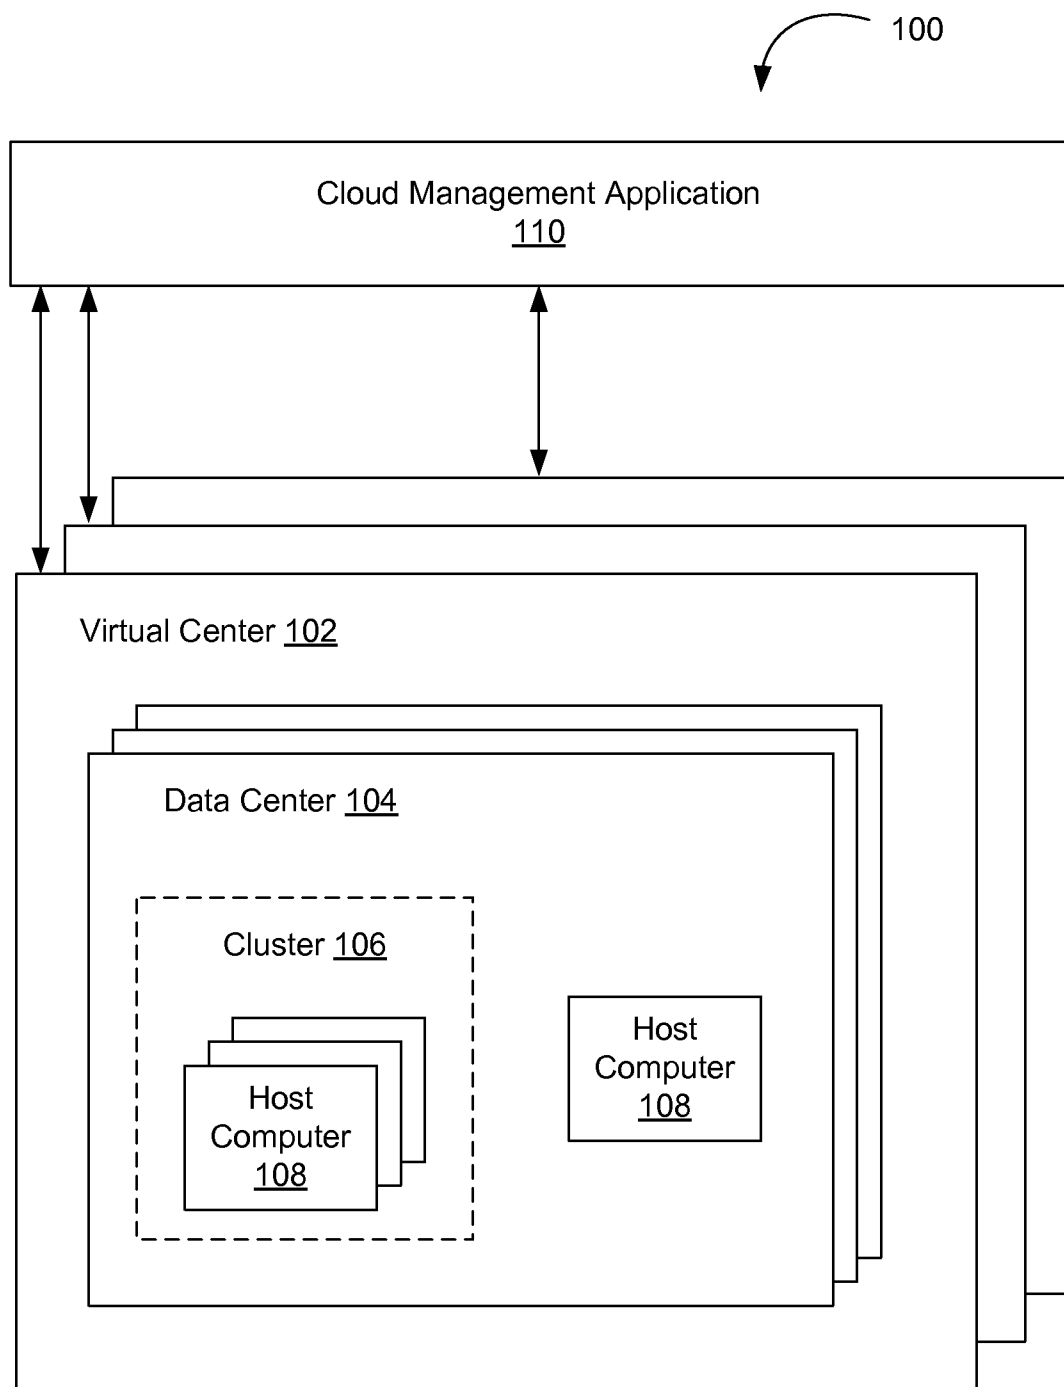 100
Cloud Management Application
110
Virtual Center 102
Data Center 104
Cluster 106
Host
Computer
108
Host
Computer
108